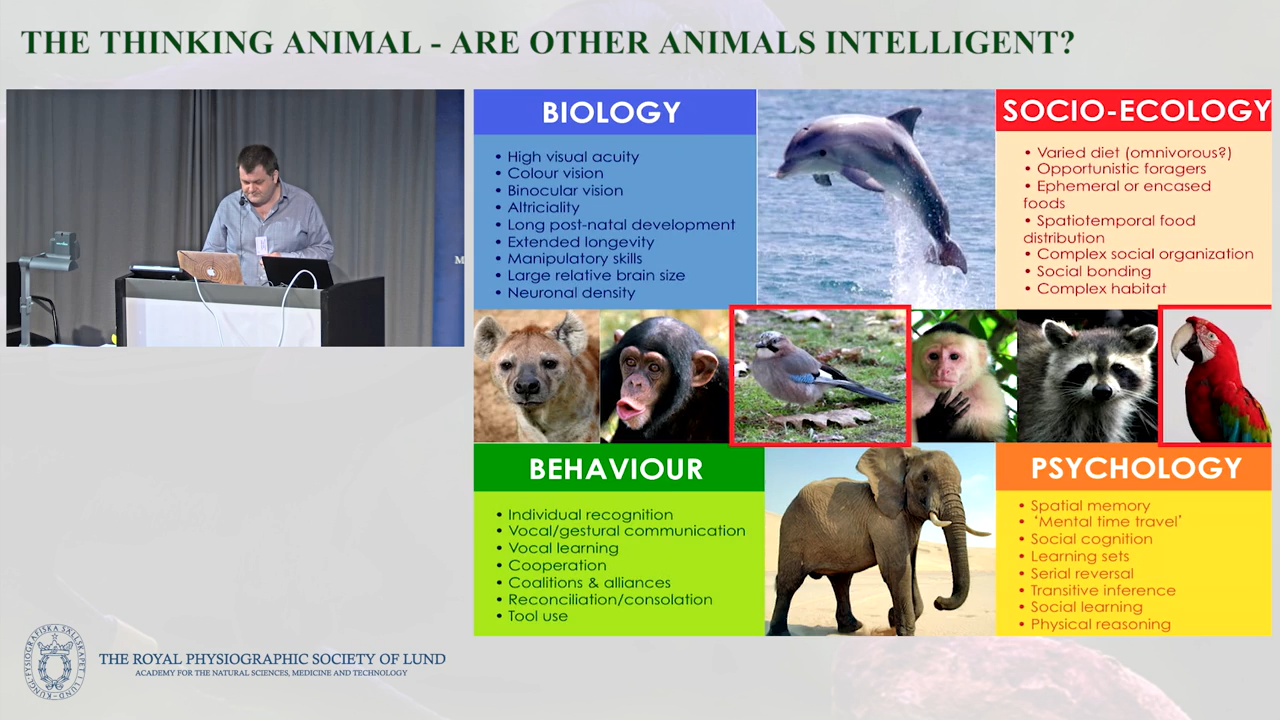 THE THINKING ANIMAL - ARE OTHER ANIMALS INTELLIGENT?
BIOLOGY
• High visual acuity
• Colour vision
• Binocular vision
• Altriciality
• Long post-natal development
• Extended longevity
• Manipulatory skills
• Large relative brain size
• Neuronal density
SOCIO-ECOLOGY
• Varied diet (omnivorous?)
• Opportunistic foragers
• Ephemeral or encased
foods
• Spatiotemporal food
distribution
• Complex social organization
• Social bonding
• Complex habitat
BEHAVIOUR
• Individual recognition
• Vocal/gestural communication
• Vocal learning
• Cooperation
• Coalitions & alliances
• Reconciliation/consolation
• Tool use
PSYCHOLOGY
• Spatial memory
• 'Mental time travel'
• Social cognition
• Learning sets
• Serial reversal
• Transitive inference
• Social learning
• Physical reasoning
M
THE ROYAL PHYSIOGRAPHIC SOCIETY OF LUND
ACADEMY FOR THE NATURAL SCIENCES, MEDICINE AND TECHNOLOGY